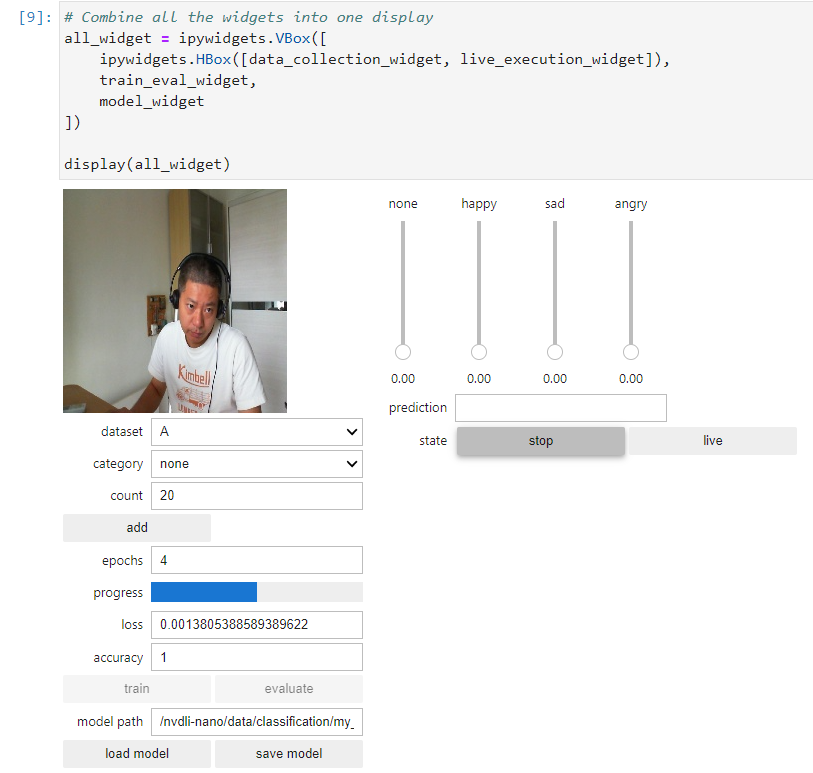 [9]:
# Combine all the widgets into one display
all_widget = ipywidgets.VBox([
    ipywidgets.HBox([data_collection_widget, live_execution_widget]),
    train_eval_widget,
    model_widget
])
display(all_widget)
none happy sad angry
0.00 0.00 0.00 0.00
prediction
state stop live
Kimbell
dataset A
category none
count 20
add
epochs 4
progress
loss 0.0013805388589389622
accuracy 1
train evaluate
model path /nvdli-nano/data/classification/my_
load model save model